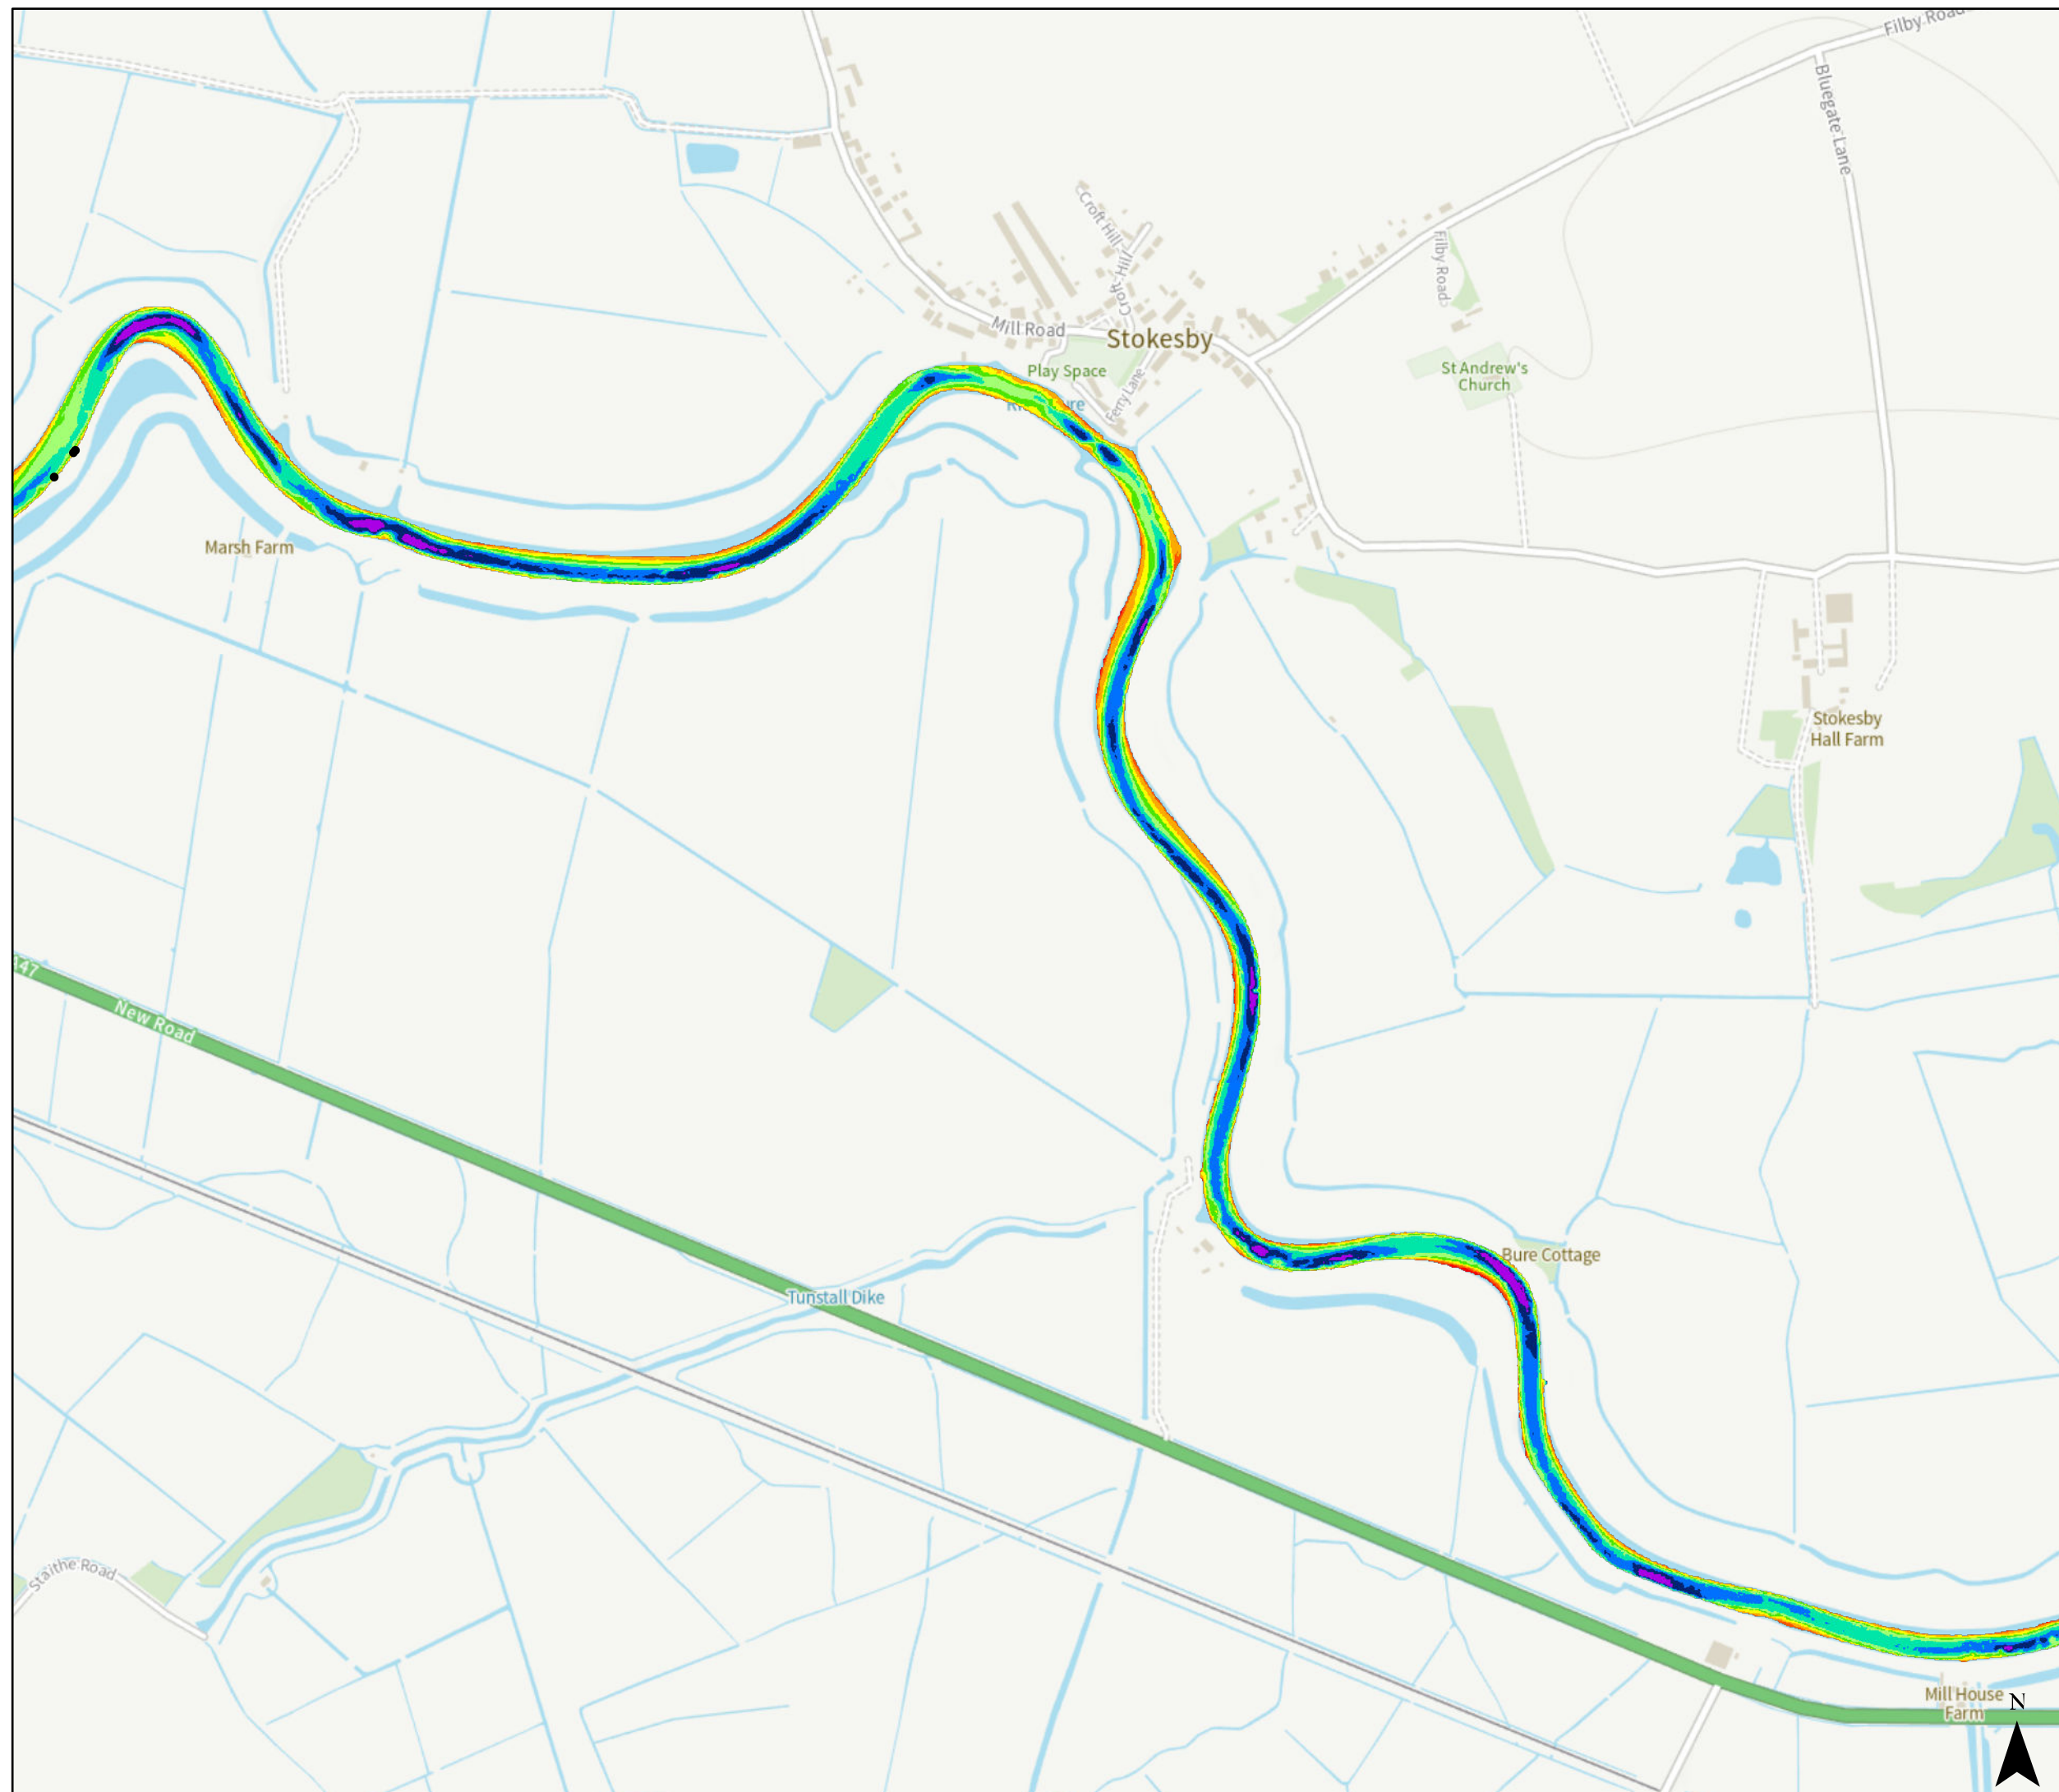 Filby Road
Bluegate Lane
Croft Hill
Croft Hill
Filby Road
Mill Road
Stokesby
Play Space
Ferry Lane
St Andrew's
Church
Marsh Farm
Stokesby
Hall Farm
A47
New Road
Bure Cottage
Tunstall Dike
Staithe Road
Mill House
Farm
N